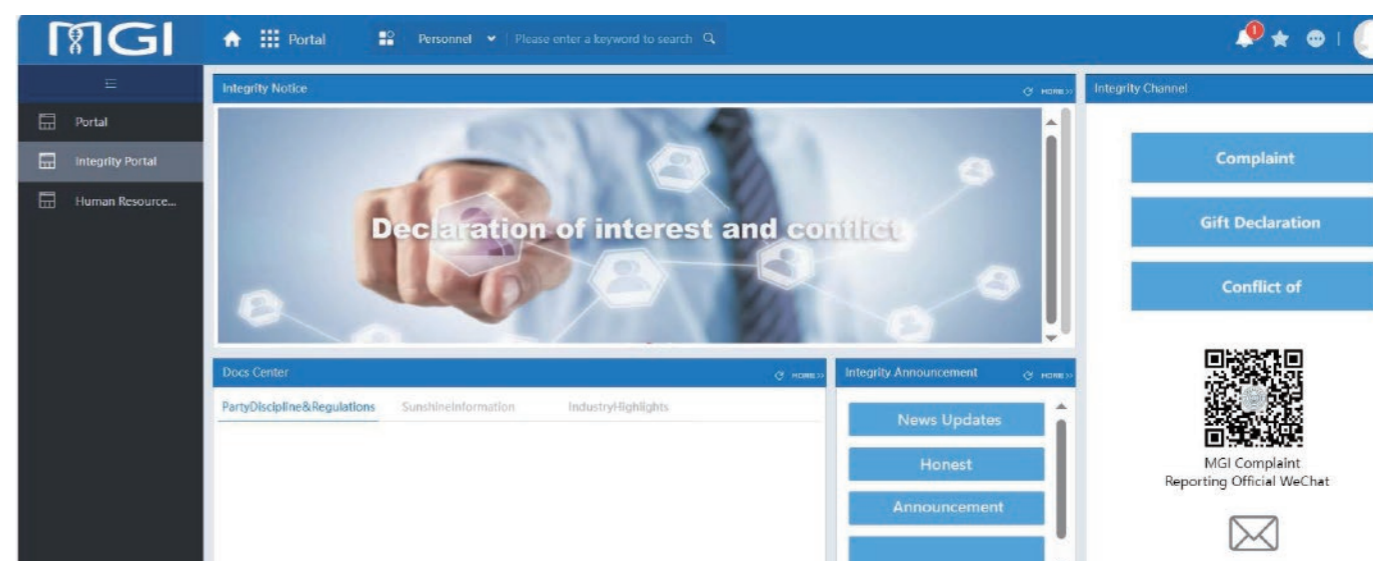 MGI
Portal
Personnel
Please enter a keyword to search
1
Portal
Integrity Portal
Human Resource...
Integrity Notice
MORE>>
Declaration of interest and conflict
Docs Center
MORE>>
PartyDiscipline&Regulations
SunshineInformation
IndustryHighlights
Integrity Announcement
MORE>>
News Updates
Honest
Announcement
Integrity Channel
Complaint
Gift Declaration
Conflict of
MGI Complaint
Reporting Official WeChat